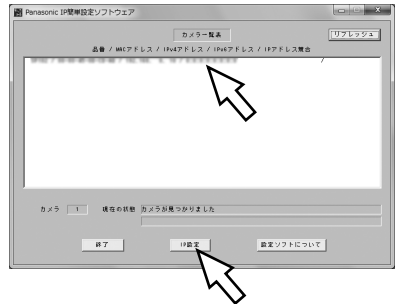 Panasonic IP簡単設定ソフトウェア
カメラ一覧表
リフレッシュ
品番 / MACアドレス / IPv4アドレス / IPv6アドレス / IPアドレス競合
カメラ 1 現在の状態 カメラが見つかりました
終了 IP設定 設定ソフトについて